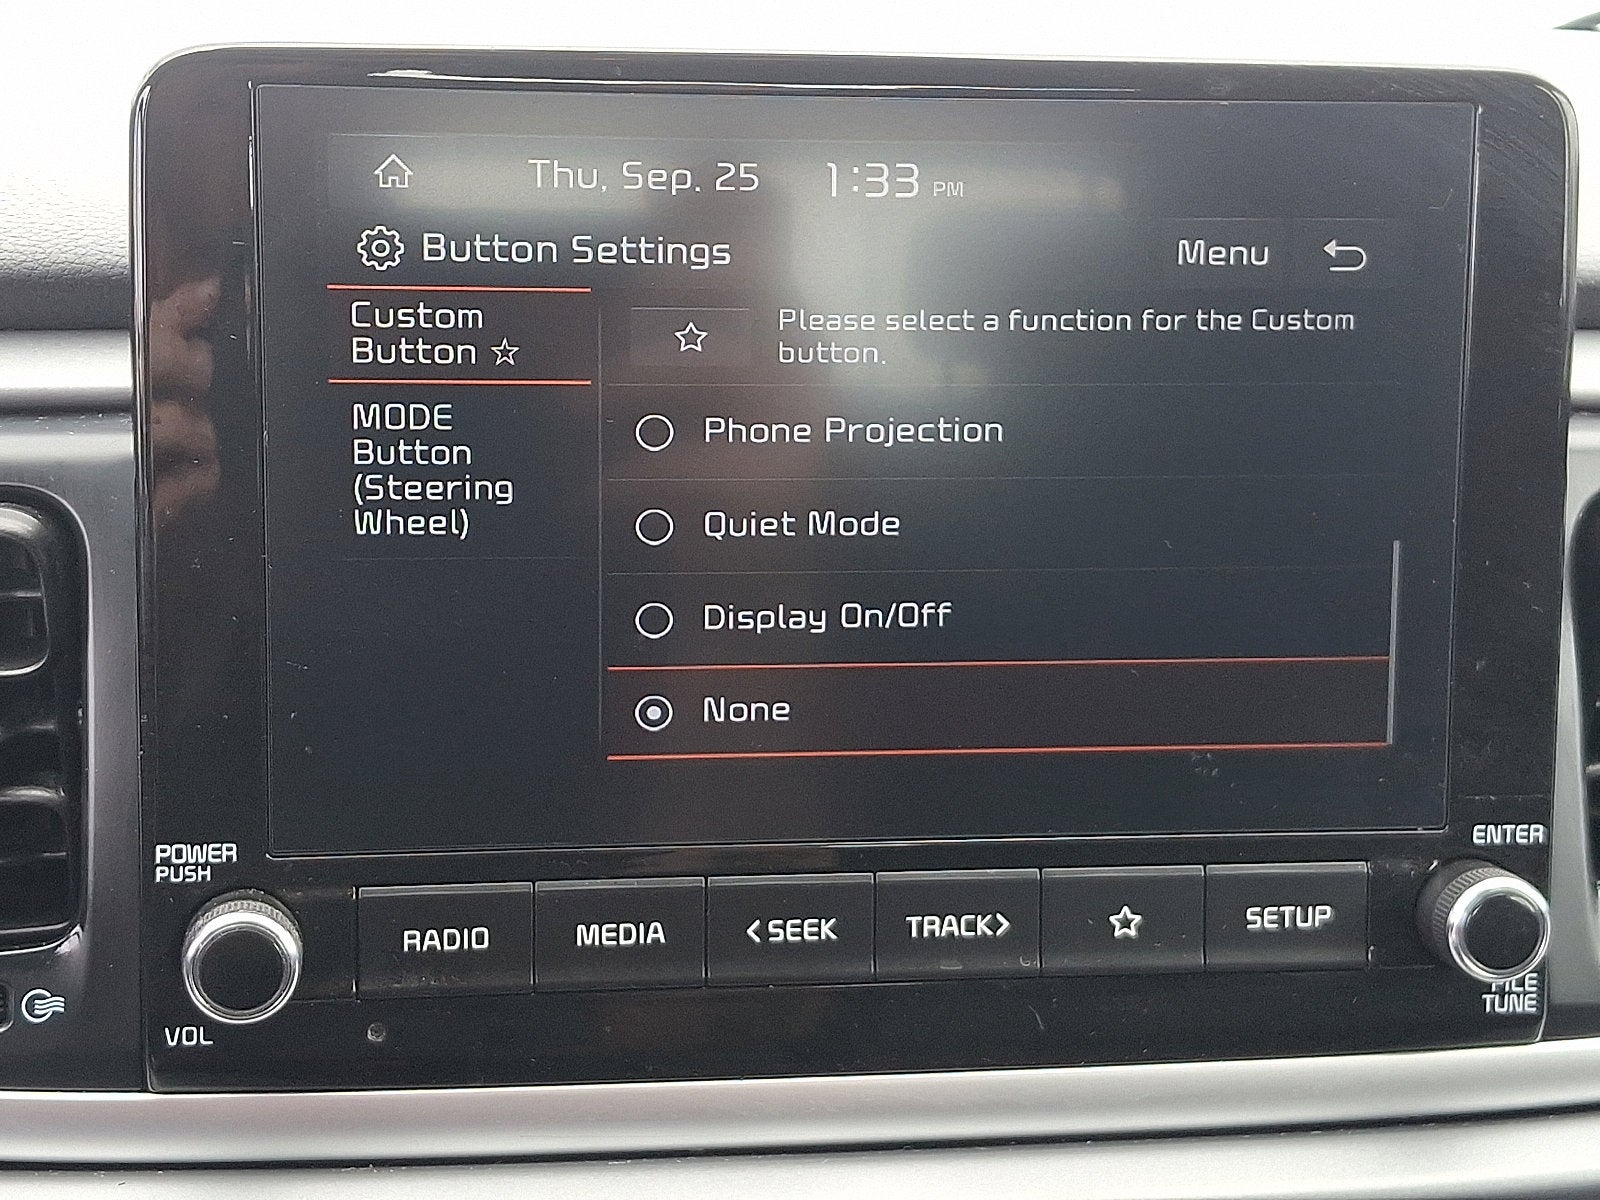 Thu, Sep. 25 1:33 PM
Button Settings Menu
Custom
Button ☆
MODE
Button
(Steering
Wheel)
Please select a function for the Custom
button.
Phone Projection
Quiet Mode
Display On/Off
None
POWER
PUSH
VOL
RADIO
MEDIA
<SEEK
TRACK>
☆
SETUP
ENTER
FILE
TUNE